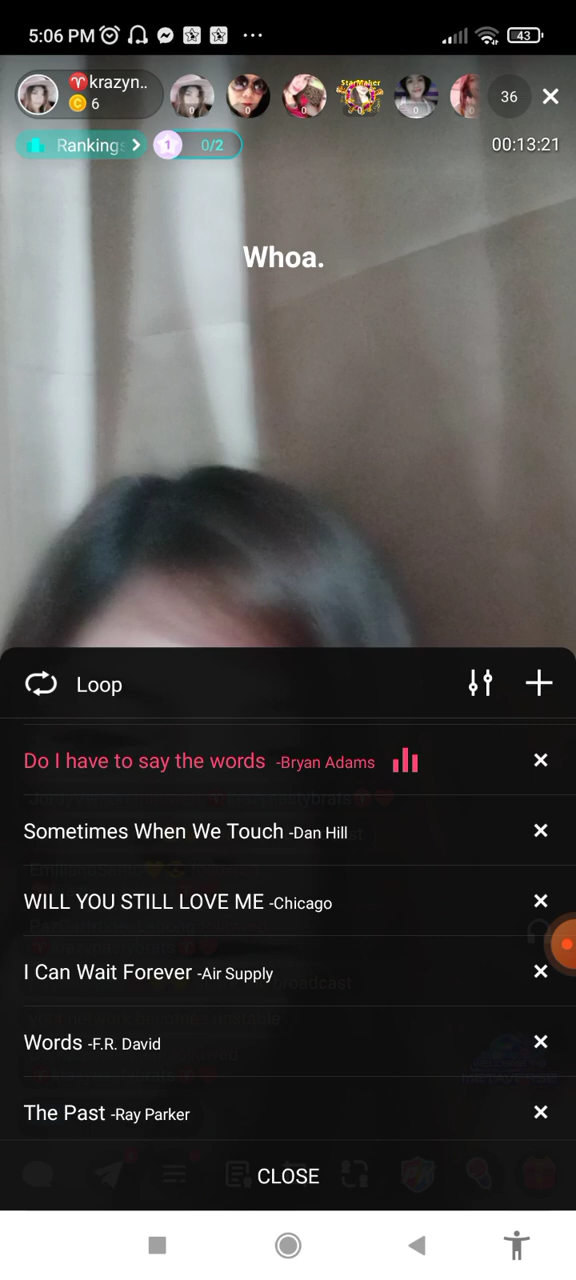 5:06 PM
43
krazyn..
6
StarMaker
36
Rankings
1
0/2
00:13:21
Whoa.
Loop
Do I have to say the words -Bryan Adams
Sometimes When We Touch -Dan Hill
WILL YOU STILL LOVE ME -Chicago
I Can Wait Forever -Air Supply
Words -F.R. David
The Past -Ray Parker
CLOSE